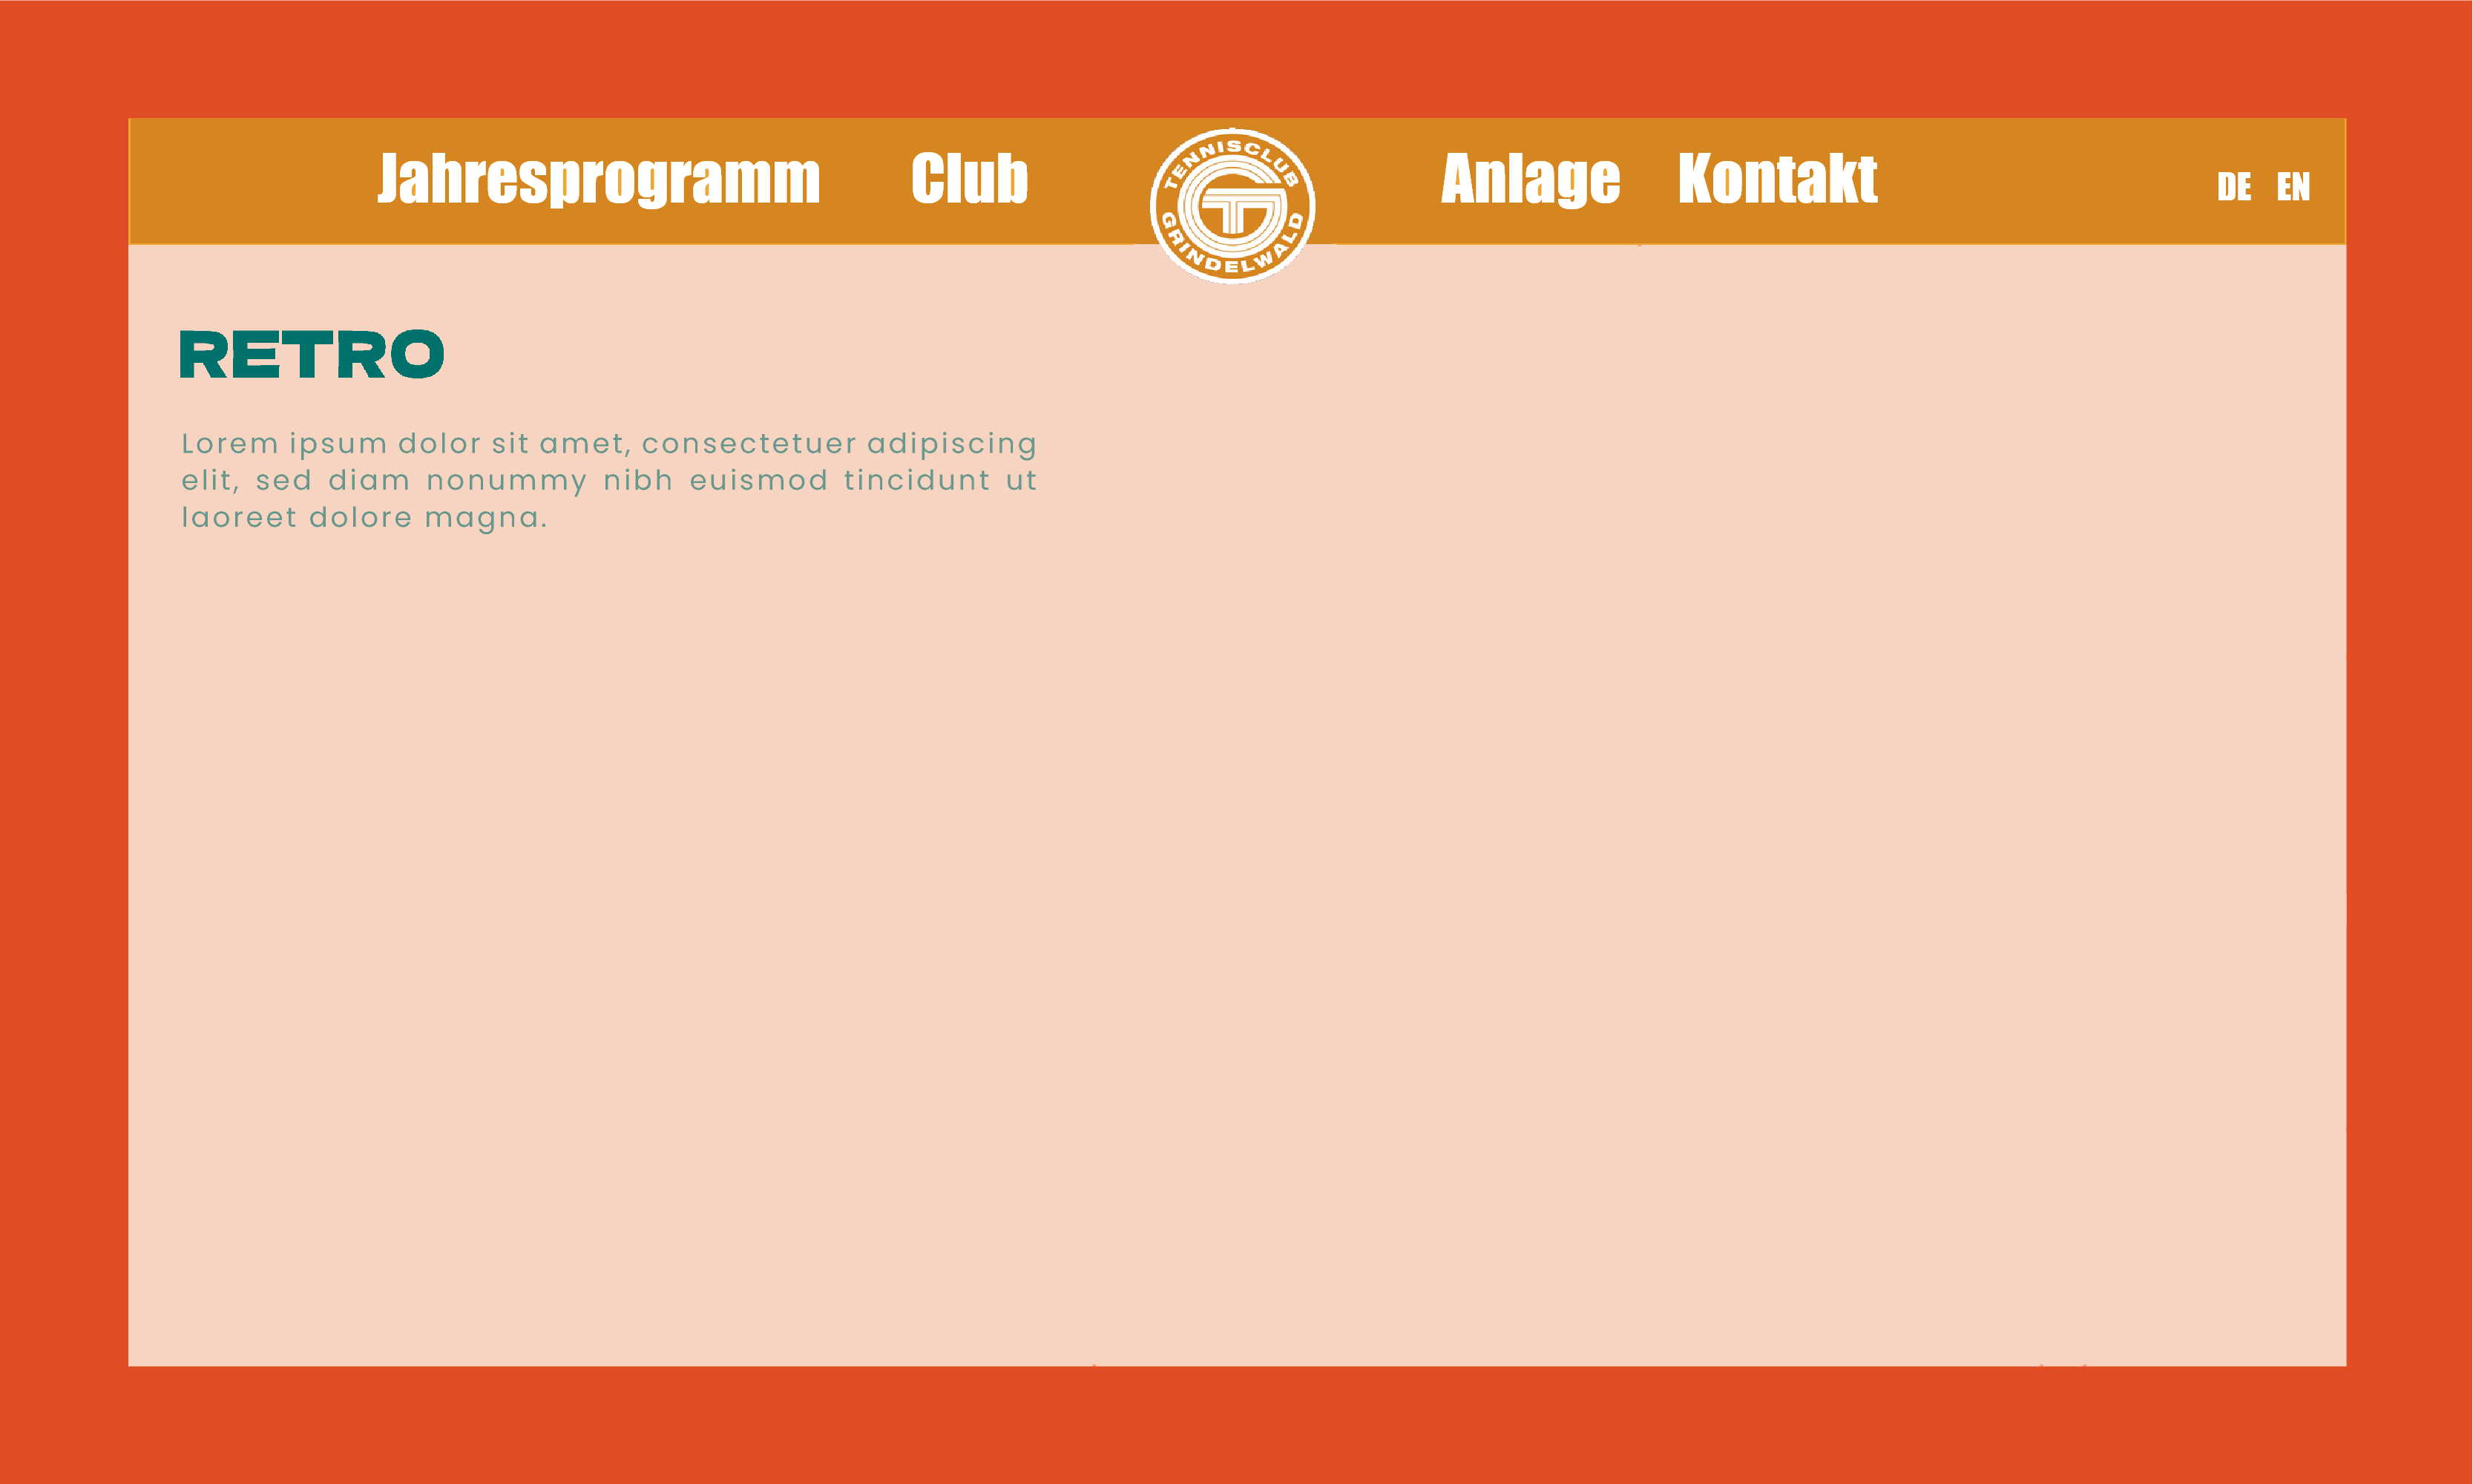 Jahresprogramm Club Anlage Kontakt DE EN
TENNISCLUB
GRINDELWALD
RETRO
Lorem ipsum dolor sit amet, consectetuer adipiscing
elit, sed diam nonummy nibh euismod tincidunt ut
laoreet dolore magna.